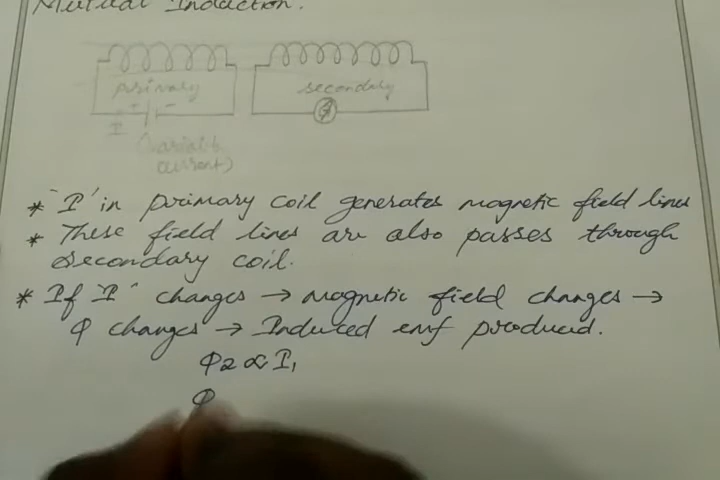 Mutual Induction.
primary
secondary
+ -
G
I
(variable
current)
* "I" in primary coil generates magnetic field lines
* These field lines are also passes through
secondary coil.
* If "I" changes → magnetic field changes →
φ changes → Induced emf produced.
φ2 ∝ I1
φ